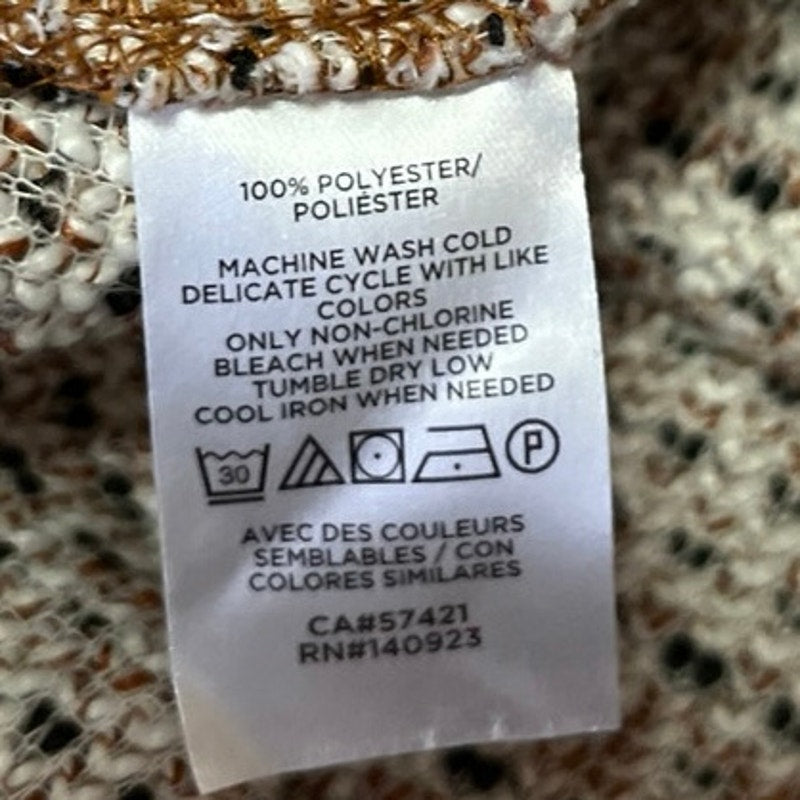 100% POLYESTER/
POLIÉSTER
MACHINE WASH COLD
DELICATE CYCLE WITH LIKE
COLORS
ONLY NON-CHLORINE
BLEACH WHEN NEEDED
TUMBLE DRY LOW
COOL IRON WHEN NEEDED
30 P
AVEC DES COULEURS
SEMBLABLES / CON
COLORES SIMILARES
CA#57421
RN#140923